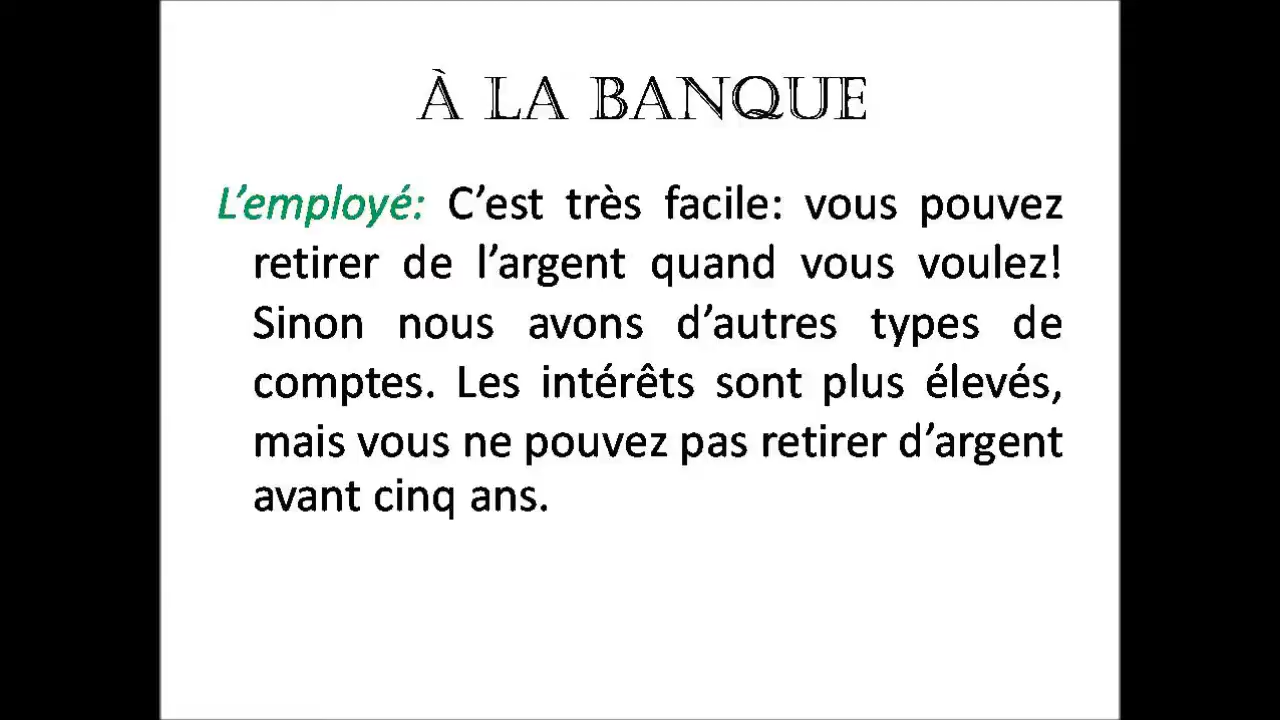 À LA BANQUE
L’employé: C’est très facile: vous pouvez
retirer de l’argent quand vous voulez!
Sinon nous avons d’autres types de
comptes. Les intérêts sont plus élevés,
mais vous ne pouvez pas retirer d’argent
avant cinq ans.